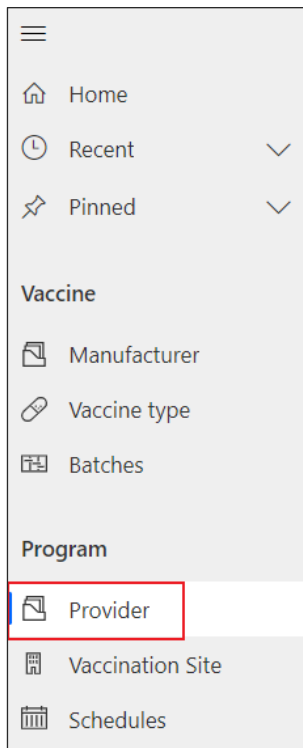 Home
Recent
Pinned
Vaccine
Manufacturer
Vaccine type
Batches
Program
Provider
Vaccination Site
Schedules